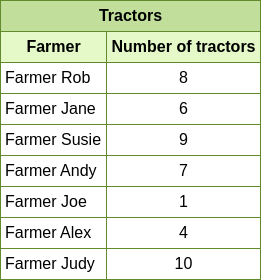 Tractors
Farmer Number of tractors
Farmer Rob 8
Farmer Jane 6
Farmer Susie 9
Farmer Andy 7
Farmer Joe 1
Farmer Alex 4
Farmer Judy 10